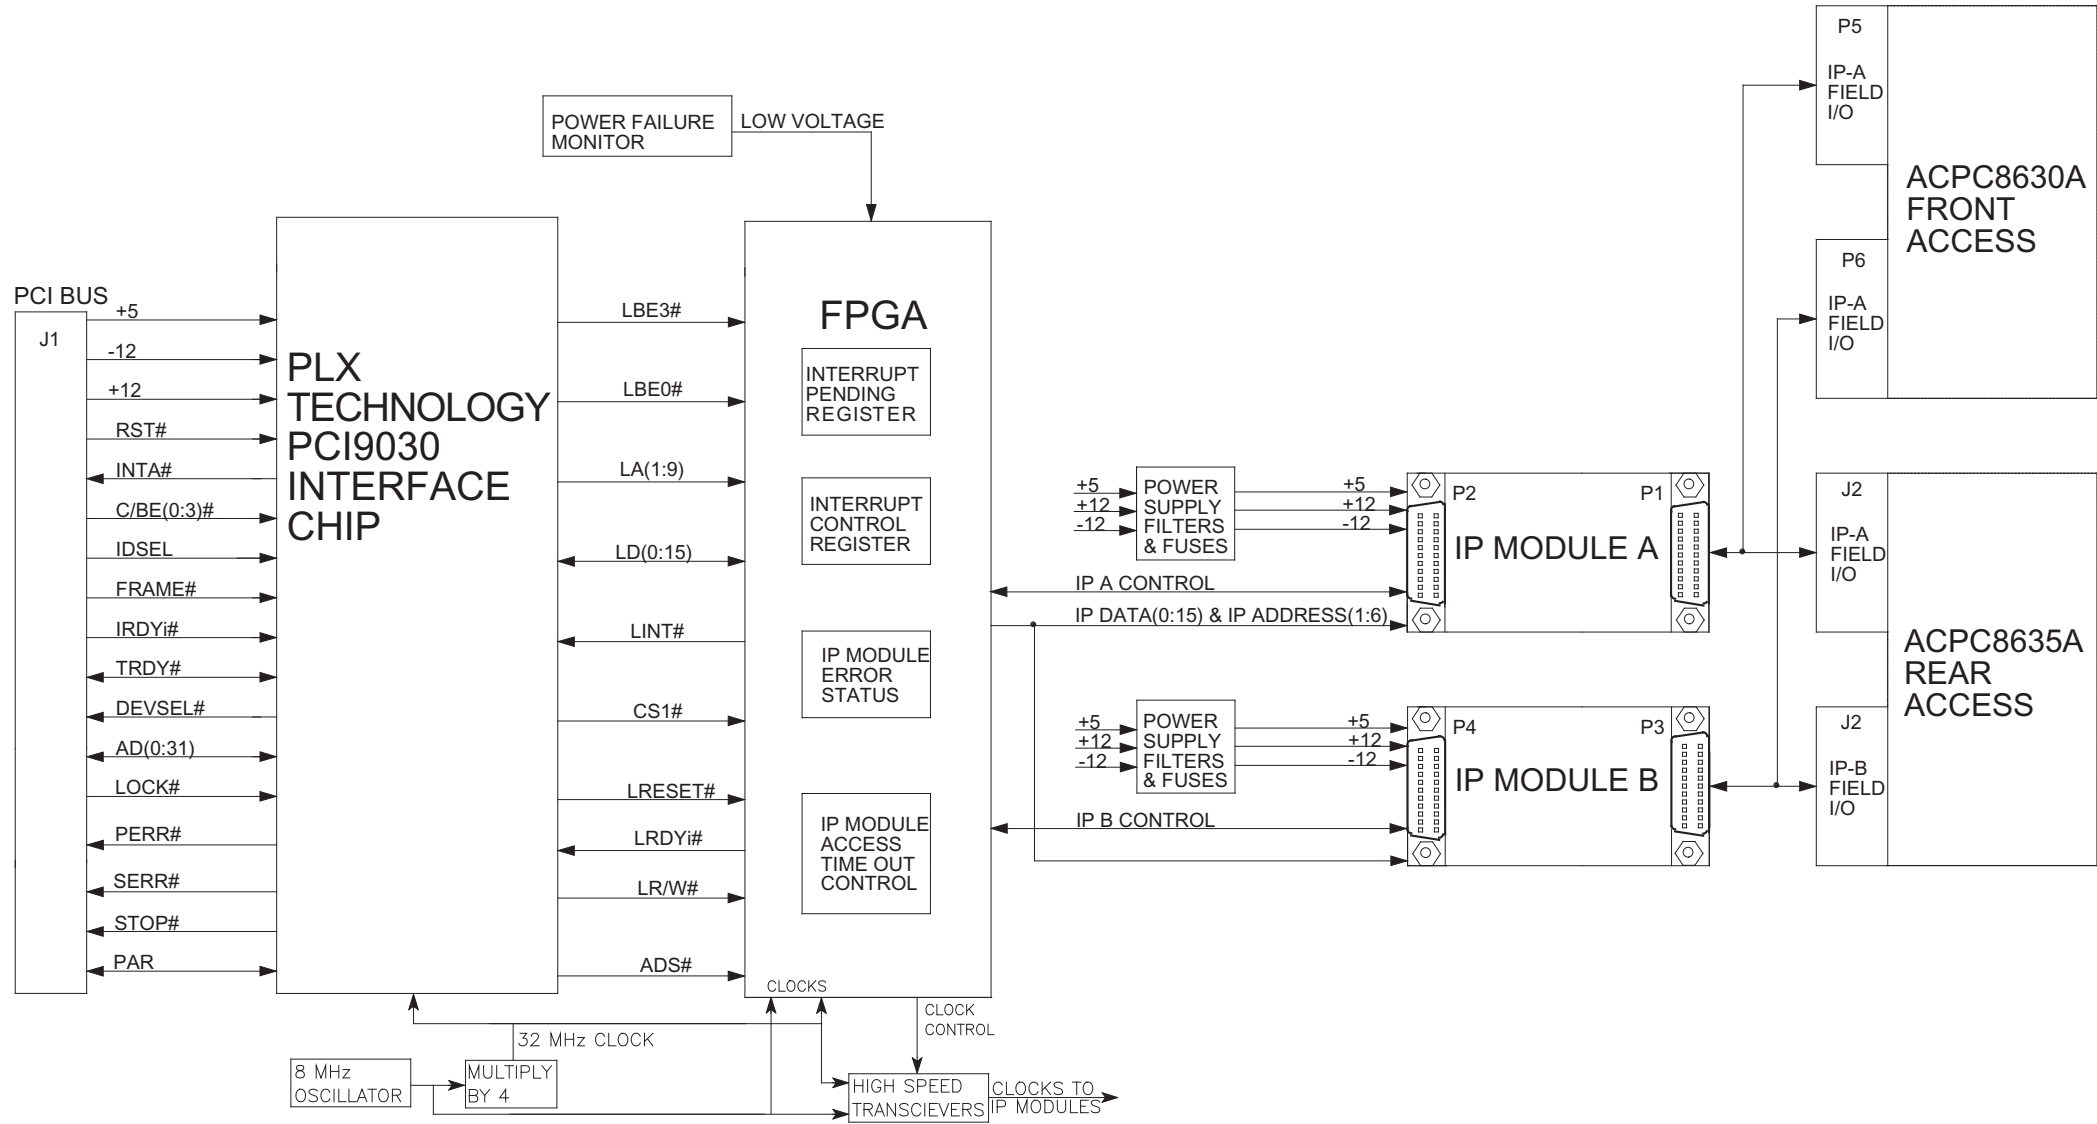 P5
IP-A
FIELD
I/O
ACPC8630A
FRONT
ACCESS
P6
IP-A
FIELD
I/O
POWER FAILURE
MONITOR
LOW VOLTAGE
PCI BUS
J1
+5
-12
+12
RST#
INTA#
C/BE(0:3)#
IDSEL
FRAME#
IRDYi#
TRDY#
DEVSEL#
AD(0:31)
LOCK#
PERR#
SERR#
STOP#
PAR
PLX
TECHNOLOGY
PCI9030
INTERFACE
CHIP
LBE3#
LBE0#
LA(1:9)
LD(0:15)
LINT#
CS1#
LRESET#
LRDYi#
LR/W#
ADS#
FPGA
INTERRUPT
PENDING
REGISTER
INTERRUPT
CONTROL
REGISTER
IP MODULE
ERROR
STATUS
IP MODULE
ACCESS
TIME OUT
CONTROL
CLOCKS
+5
+12
-12
POWER
SUPPLY
FILTERS
& FUSES
+5
+12
-12
P2
P1
IP MODULE A
IP A CONTROL
IP DATA(0:15) & IP ADDRESS(1:6)
+5
+12
-12
POWER
SUPPLY
FILTERS
& FUSES
+5
+12
-12
P4
P3
IP MODULE B
IP B CONTROL
J2
IP-A
FIELD
I/O
ACPC8635A
REAR
ACCESS
J2
IP-B
FIELD
I/O
CLOCK
CONTROL
32 MHz CLOCK
8 MHz
OSCILLATOR
MULTIPLY
BY 4
HIGH SPEED
TRANSCIEVERS
CLOCKS TO
IP MODULES